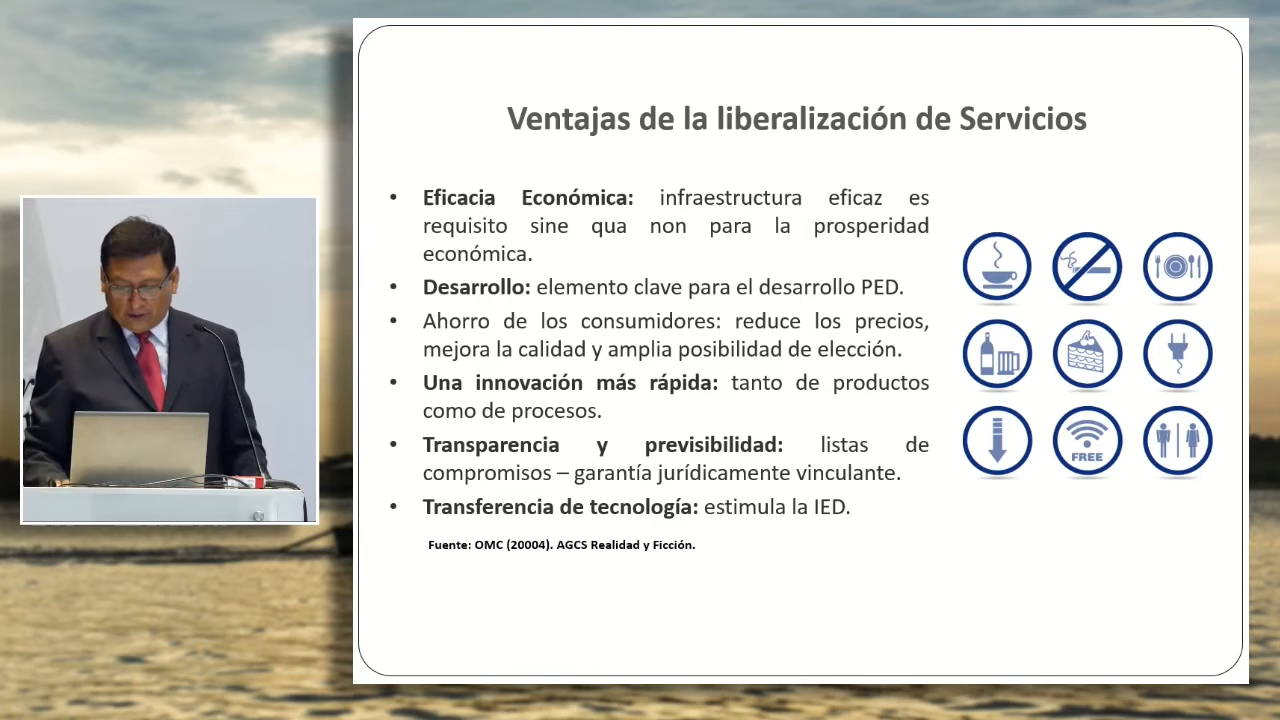 Ventajas de la liberalización de Servicios
• Eficacia Económica: infraestructura eficaz es
requisito sine qua non para la prosperidad
económica.
• Desarrollo: elemento clave para el desarrollo PED.
• Ahorro de los consumidores: reduce los precios,
mejora la calidad y amplia posibilidad de elección.
• Una innovación más rápida: tanto de productos
como de procesos.
• Transparencia y previsibilidad: listas de
compromisos – garantía jurídicamente vinculante.
• Transferencia de tecnología: estimula la IED.
Fuente: OMC (20004). AGCS Realidad y Ficción.
FREE